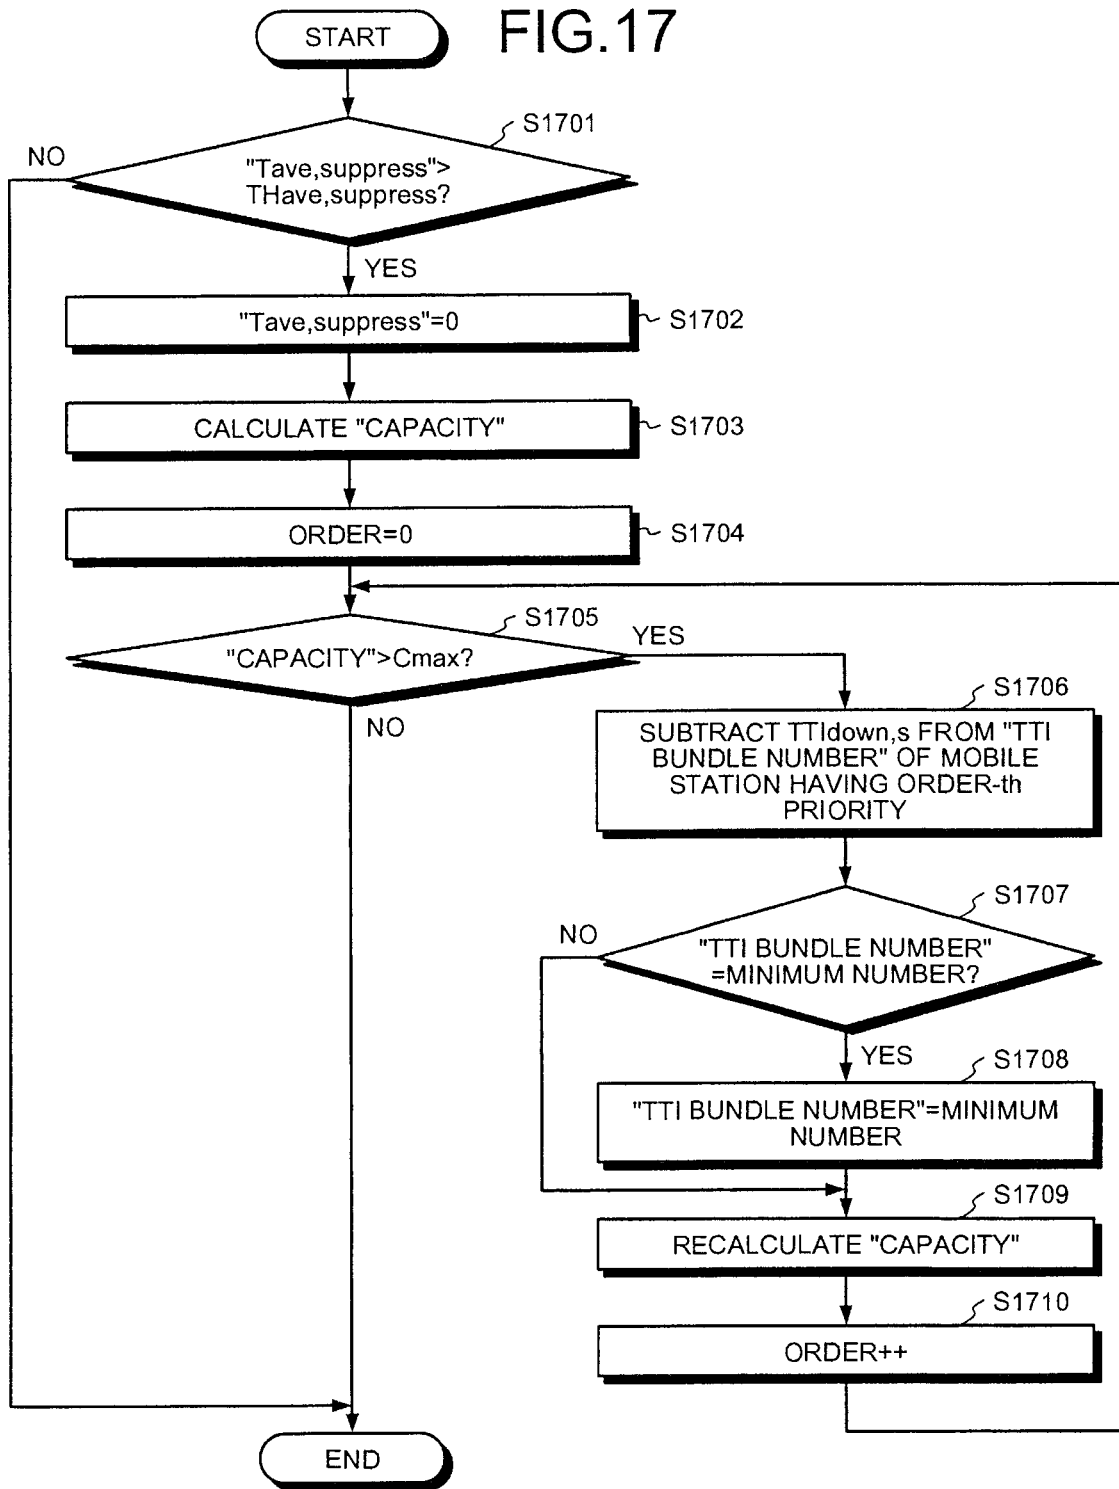 START
FIG.17
S1701
NO
"Tave,suppress">
THave,suppress?
YES
"Tave,suppress"=0
S1702
CALCULATE "CAPACITY"
S1703
ORDER=0
S1704
S1705
"CAPACITY">Cmax?
YES
NO
S1706
SUBTRACT TTIdown,s FROM "TTI
BUNDLE NUMBER" OF MOBILE
STATION HAVING ORDER-th
PRIORITY
S1707
NO
"TTI BUNDLE NUMBER"
=MINIMUM NUMBER?
YES
S1708
"TTI BUNDLE NUMBER"=MINIMUM
NUMBER
S1709
RECALCULATE "CAPACITY"
S1710
ORDER++
END